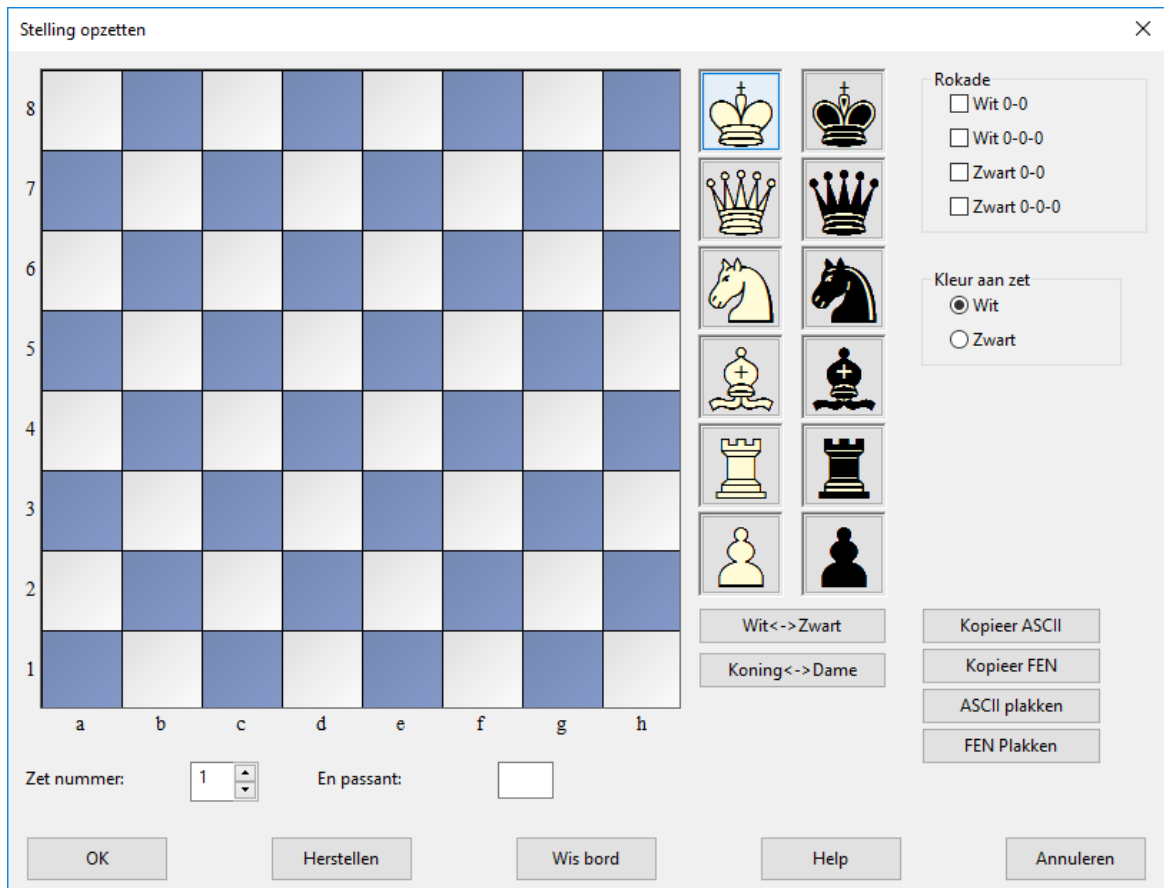 Stelling opzetten
8
7
6
5
4
3
2
1
a b c d e f g h
Rokade
Wit 0-0
Wit 0-0-0
Zwart 0-0
Zwart 0-0-0
Kleur aan zet
Wit
Zwart
Wit<->Zwart
Koning<->Dame
Kopieer ASCII
Kopieer FEN
ASCII plakken
FEN Plakken
Zet nummer: 1 En passant:
OK Herstellen Wis bord Help Annuleren